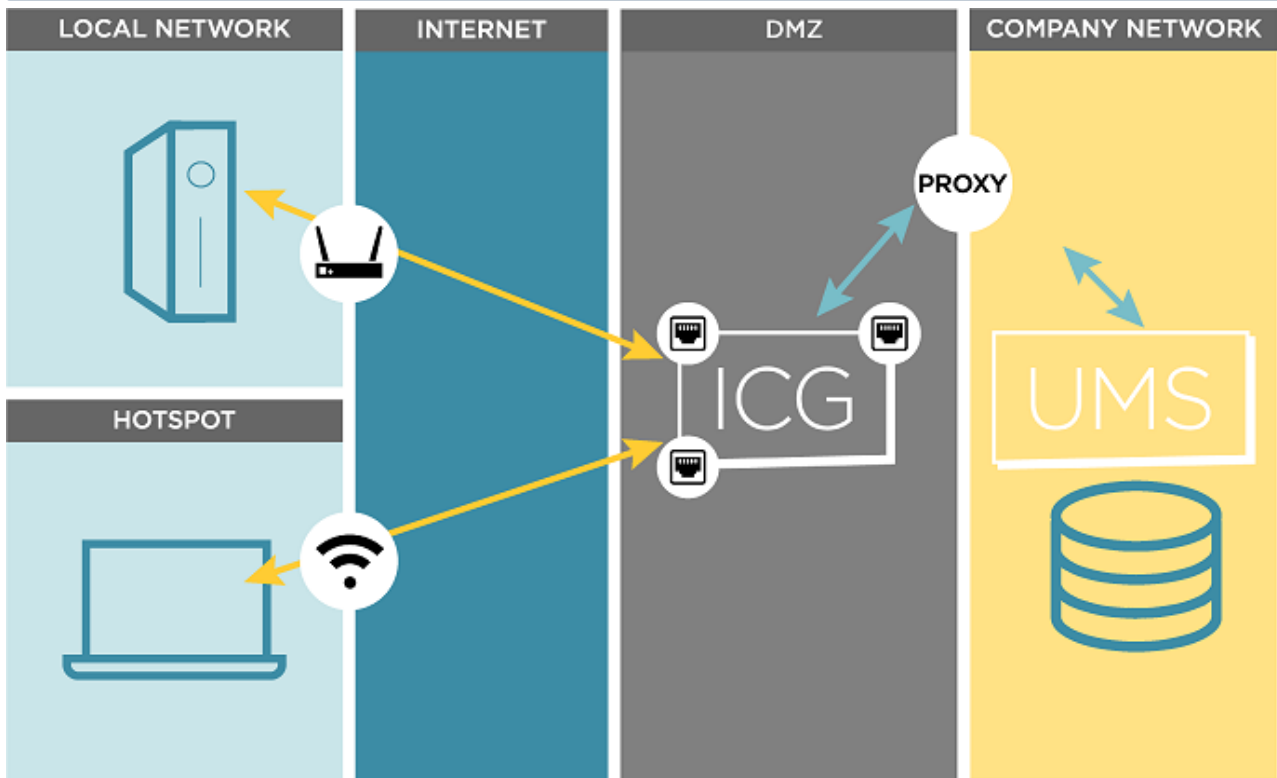 LOCAL NETWORK
INTERNET
DMZ
COMPANY NETWORK
PROXY
ICG
UMS
HOTSPOT